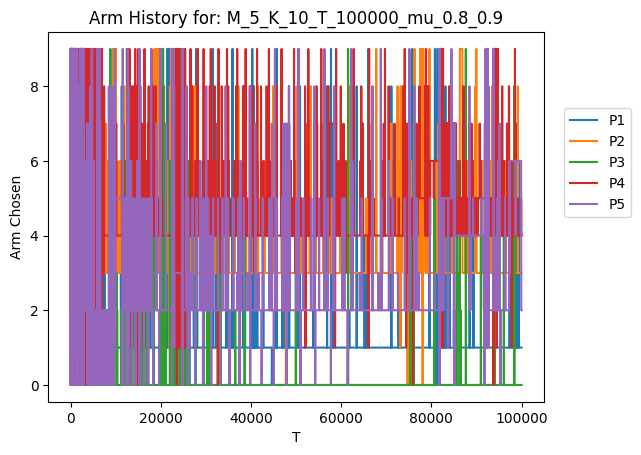 Arm History for: M_5_K_10_T_100000_mu_0.8_0.9
8
6
4
2
0
Arm Chosen
0
20000
40000
60000
80000
100000
T
P1
P2
P3
P4
P5